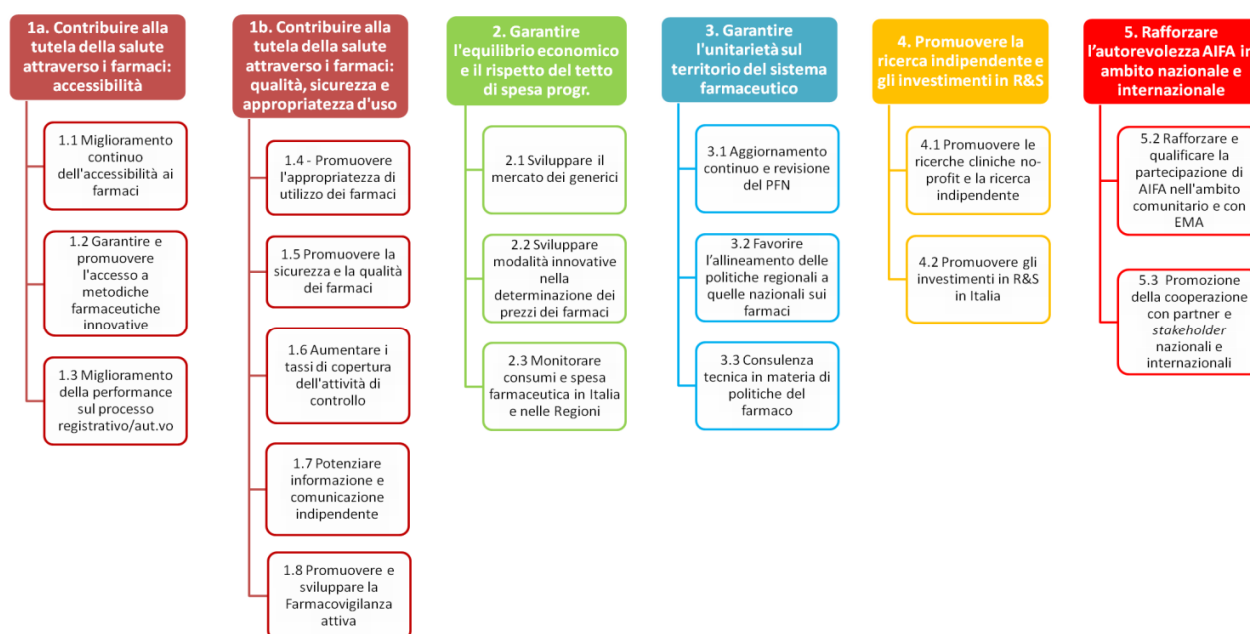 1a. Contribuire alla
tutela della salute
attraverso i farmaci:
accessibilità
1.1 Miglioramento
continuo
dell'accessibilità ai
farmaci
1.2 Garantire e
promuovere
l'accesso a
metodiche
farmaceutiche
innovative
1.3 Miglioramento
della performance
sul processo
registrativo/aut.vo
1b. Contribuire alla
tutela della salute
attraverso i farmaci:
qualità, sicurezza e
appropriatezza d'uso
1.4 - Promuovere
l'appropriatezza di
utilizzo dei farmaci
1.5 Promuovere la
sicurezza e la qualità
dei farmaci
1.6 Aumentare i
tassi di copertura
dell'attività di
controllo
1.7 Potenziare
informazione e
comunicazione
indipendente
1.8 Promuovere e
sviluppare la
Farmacovigilanza
attiva
2. Garantire
l'equilibrio economico
e il rispetto del tetto
di spesa progr.
2.1 Sviluppare il
mercato dei generici
2.2 Sviluppare
modalità innovative
nella
determinazione dei
prezzi dei farmaci
2.3 Monitorare
consumi e spesa
farmaceutica in Italia
e nelle Regioni
3. Garantire
l'unitarietà sul
territorio del sistema
farmaceutico
3.1 Aggiornamento
continuo e revisione
del PFN
3.2 Favorire
l'allineamento delle
politiche regionali a
quelle nazionali sui
farmaci
3.3 Consulenza
tecnica in materia di
politiche del
farmaco
4. Promuovere la
ricerca indipendente e
gli investimenti in R&S
4.1 Promuovere le
ricerche cliniche no-
profit e la ricerca
indipendente
4.2 Promuovere gli
investimenti in R&S
in Italia
5. Rafforzare
l'autorevolezza AIFA in
ambito nazionale e
internazionale
5.2 Rafforzare e
qualificare la
partecipazione di
AIFA nell'ambito
comunitario e con
EMA
5.3 Promozione
della cooperazione
con partner e
stakeholder
nazionali e
internazionali